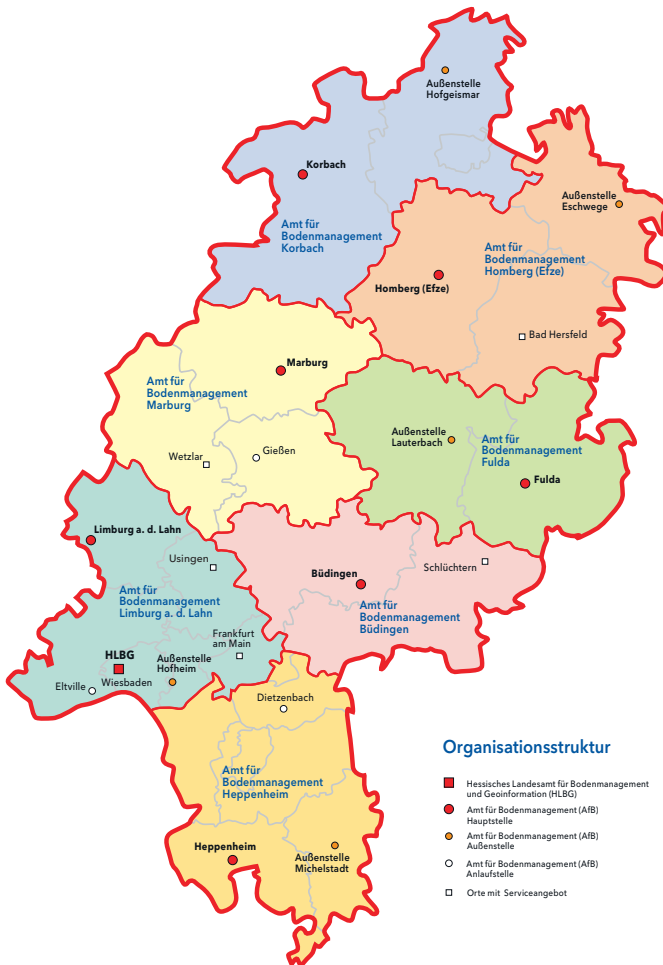 Außenstelle
Hofgeismar
Korbach
Außenstelle
Eschwege
Amt für
Bodenmanagement
Korbach
Amt für
Bodenmanagement
Homberg (Efze)
Homberg (Efze)
Bad Hersfeld
Marburg
Amt für
Bodenmanagement
Marburg
Außenstelle
Lauterbach
Amt für
Bodenmanagement
Fulda
Wetzlar
Gießen
Fulda
Limburg a. d. Lahn
Usingen
Büdingen
Schlüchtern
Amt für
Bodenmanagement
Limburg a. d. Lahn
Amt für
Bodenmanagement
Büdingen
Frankfurt
am Main
HLBG
Wiesbaden
Außenstelle
Hofheim
Eltville
Dietzenbach
Amt für
Bodenmanagement
Heppenheim
Heppenheim
Außenstelle
Michelstadt
Organisationsstruktur
Hessisches Landesamt für Bodenmanagement
und Geoinformation (HLBG)
Amt für Bodenmanagement (AfB)
Hauptstelle
Amt für Bodenmanagement (AfB)
Außenstelle
Amt für Bodenmanagement (AfB)
Anlaufstelle
Orte mit Serviceangebot